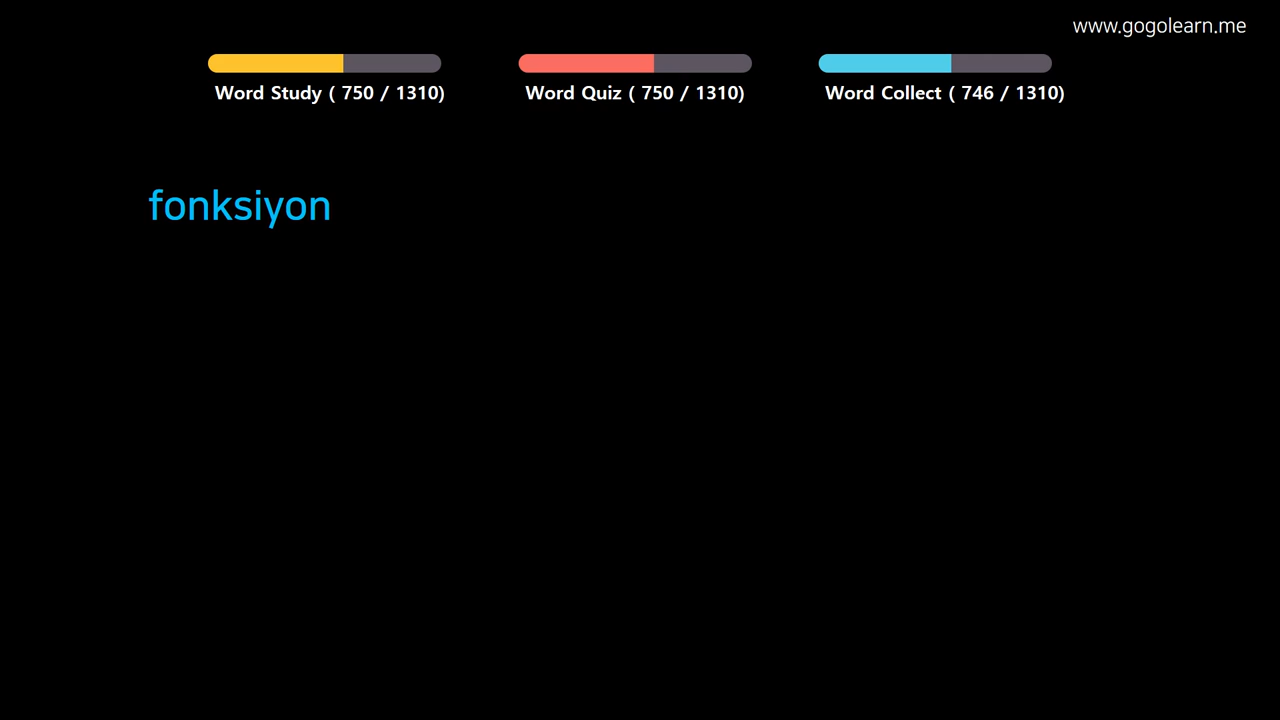 www.gogolearn.me
Word Study ( 750 / 1310)
Word Quiz ( 750 / 1310)
Word Collect ( 746 / 1310)
fonksiyon